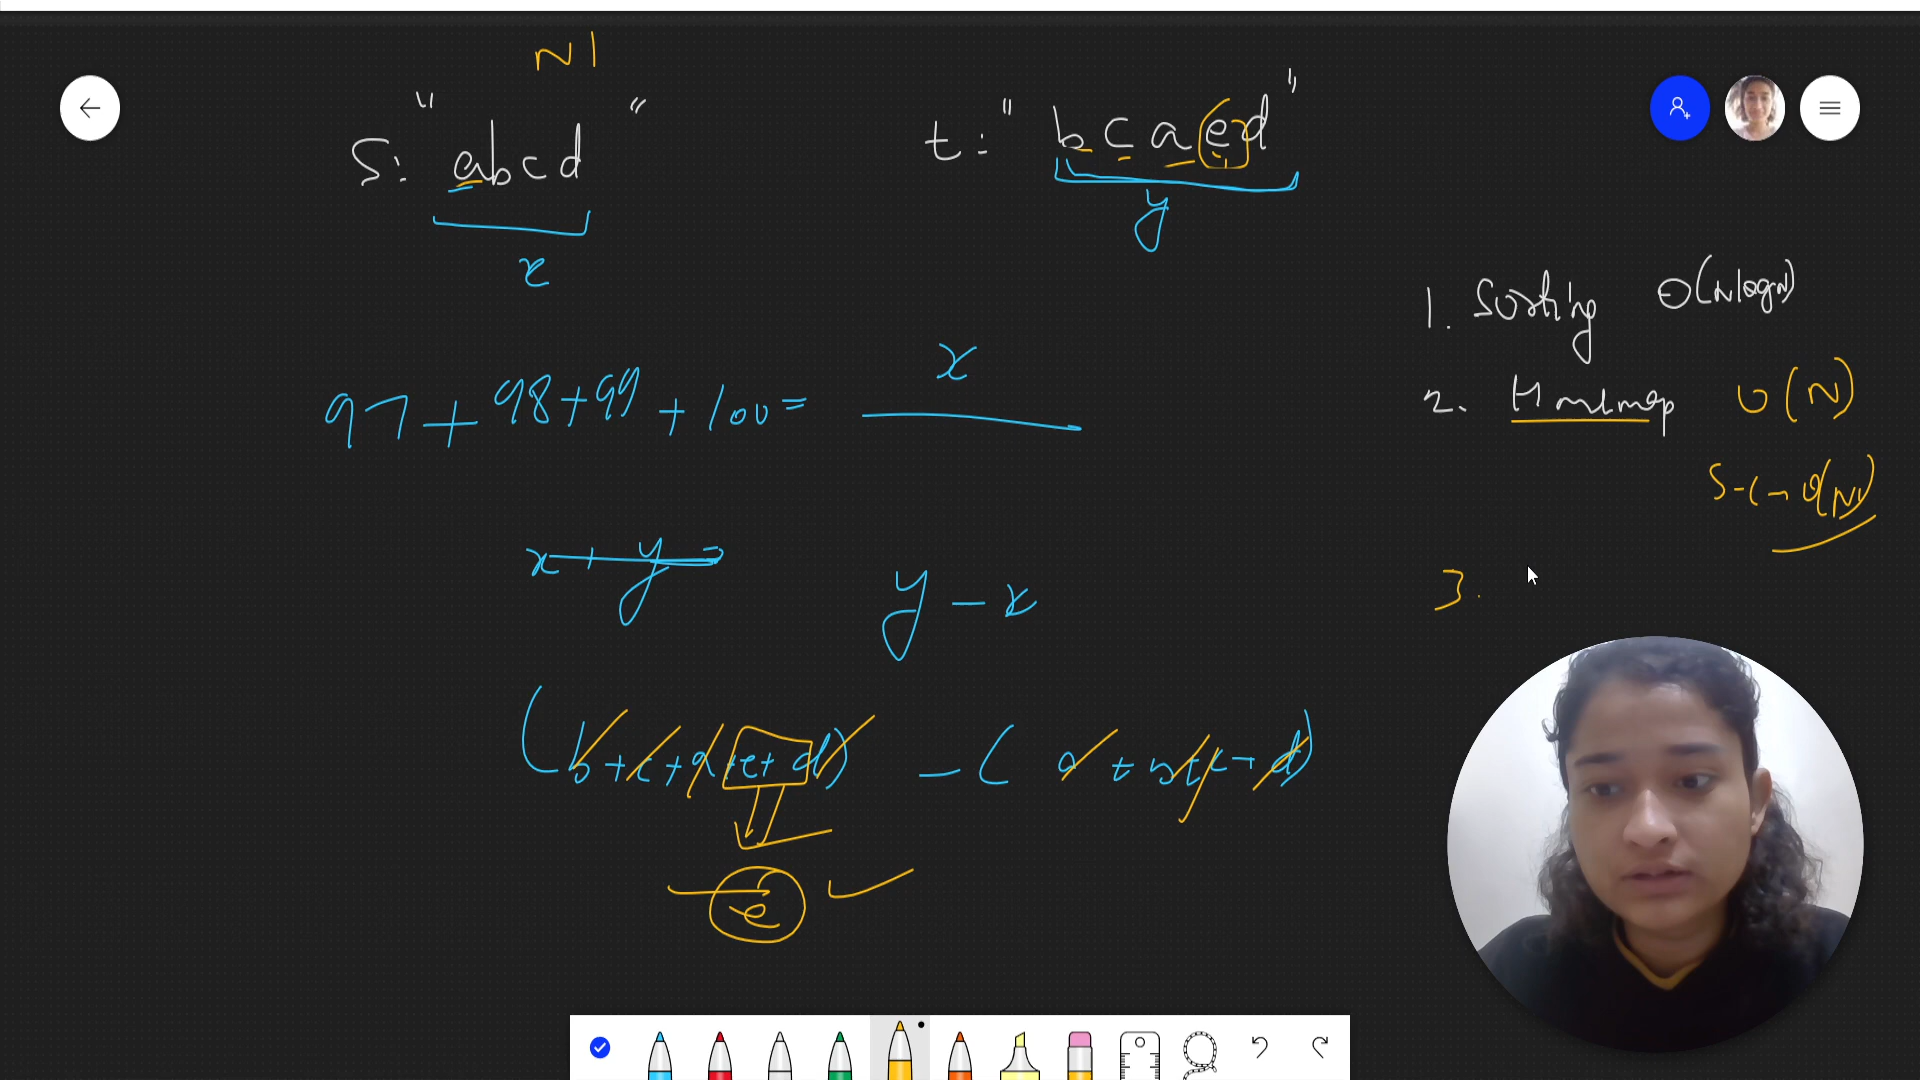 N1
S: "abcd"
t: "bcaed"
x
y
1. Sorting O(NlogN)
x
97+98+99+100=
2. Hashmap O(N)
S-C→O(N)
x+y=
y-x
3.
(b+c+a+e+d)-(a+b+c+d)
e